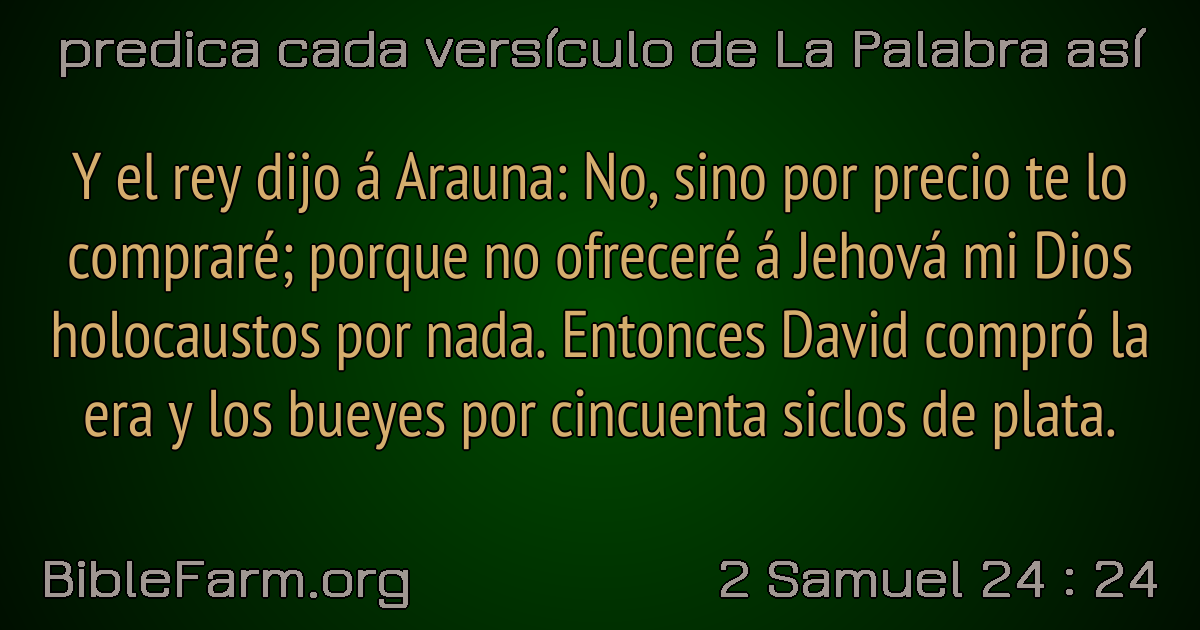 predica cada versículo de La Palabra así
Y el rey dijo á Arauna: No, sino por precio te lo
compraré; porque no ofreceré á Jehová mi Dios
holocaustos por nada. Entonces David compró la
era y los bueyes por cincuenta siclos de plata.
BibleFarm.org
2 Samuel 24 : 24